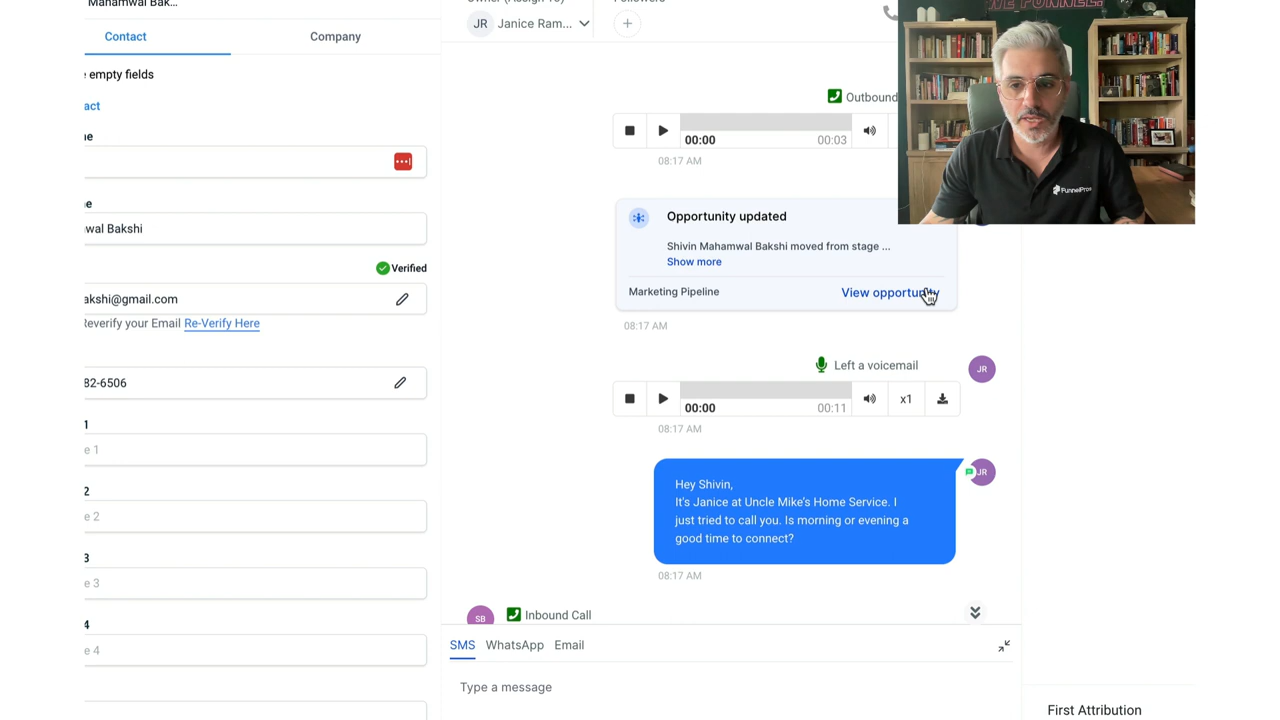 Mahamwal Bak...
Contact
Company
empty fields
act
ne
ne
wal Bakshi
Verified
akshi@gmail.com
Reverify your Email Re-Verify Here
82-6506
1
e 1
2
e 2
3
e 3
4
e 4
JR Janice Ram...
Outbound
00:00
00:03
08:17 AM
Opportunity updated
Shivin Mahamwal Bakshi moved from stage ...
Show more
Marketing Pipeline
View opportunity
08:17 AM
Left a voicemail
JR
00:00
00:11
x1
08:17 AM
JR
Hey Shivin,
It's Janice at Uncle Mike's Home Service. I
just tried to call you. Is morning or evening a
good time to connect?
08:17 AM
SB
Inbound Call
SMS WhatsApp Email
Type a message
WE FUNNEL.
FunnelPros
First Attribution